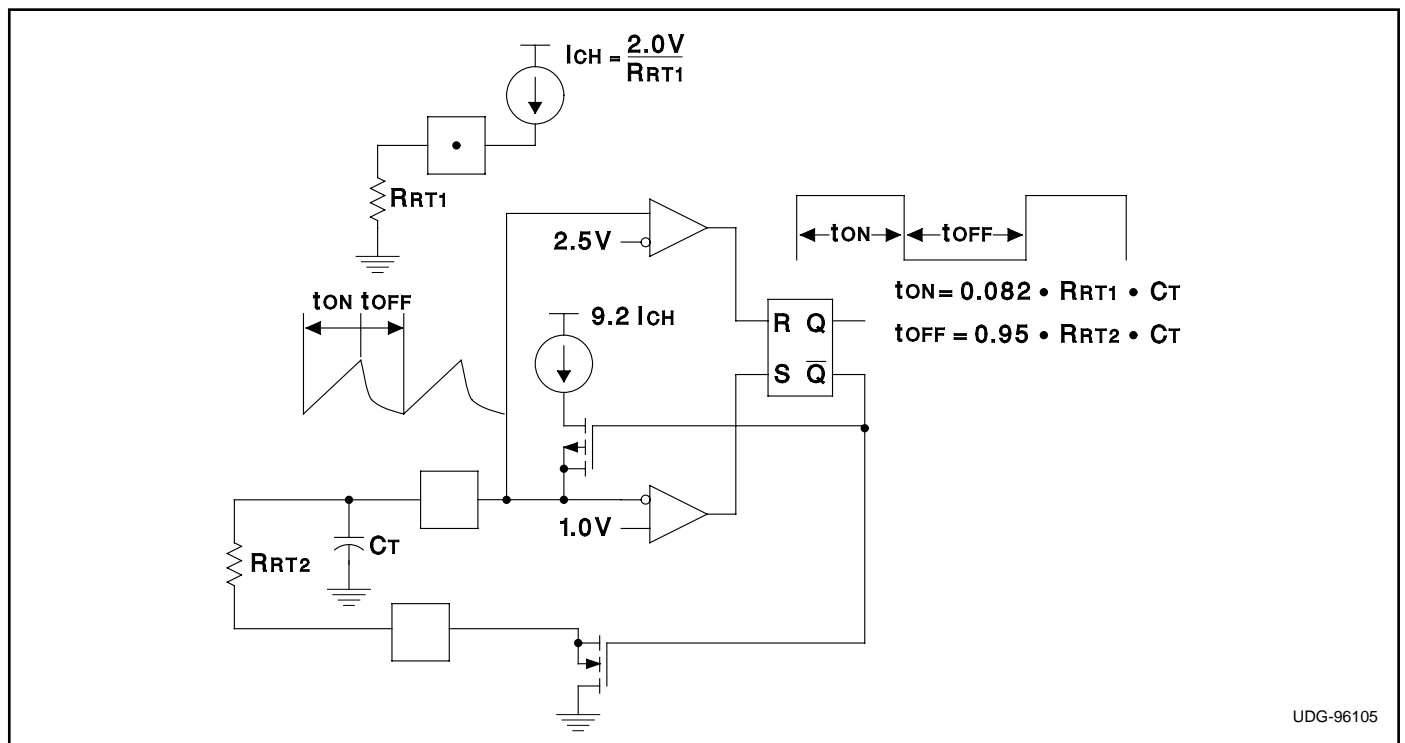 ICH = 2.0V / RRT1
RRT1
2.5V
tON
tOFF
tON = 0.082 • RRT1 • CT
tOFF = 0.95 • RRT2 • CT
tON tOFF
9.2 ICH
R Q
S Q̅
1.0V
CT
RRT2
UDG-96105